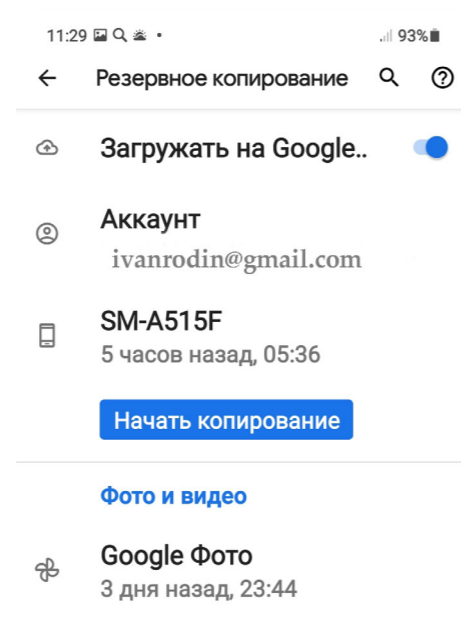 11:29 93%
Резервное копирование
Загружать на Google..
Аккаунт
ivanrodin@gmail.com
SM-A515F
5 часов назад, 05:36
Начать копирование
Фото и видео
Google Фото
3 дня назад, 23:44